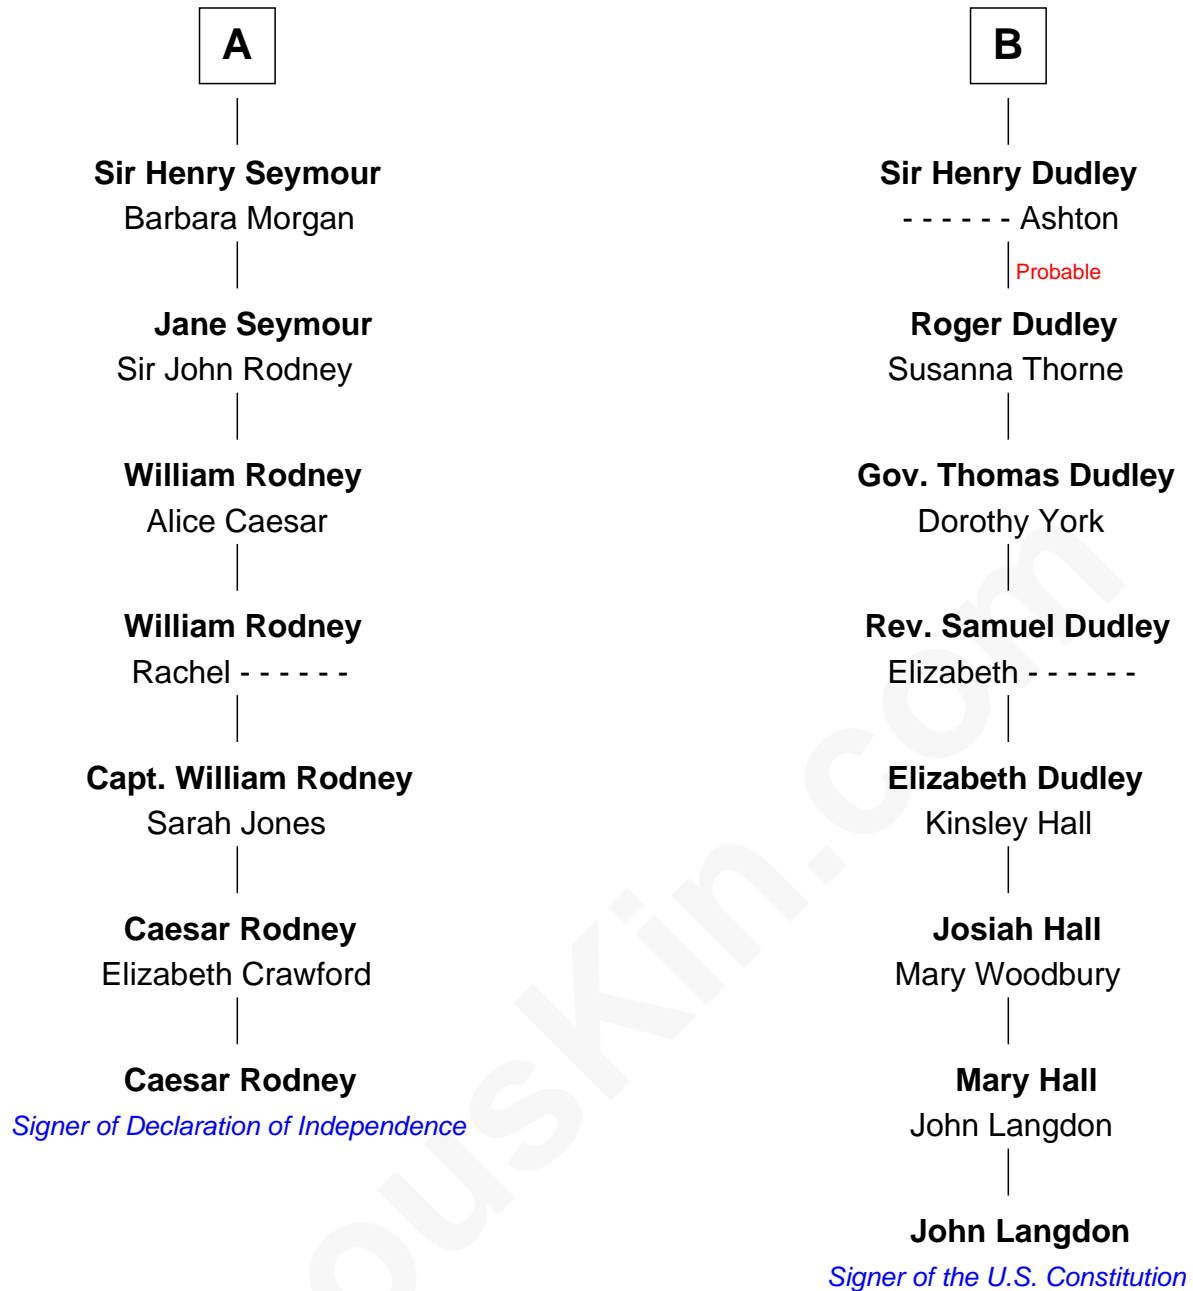 A
Sir Henry Seymour
Barbara Morgan
Jane Seymour
Sir John Rodney
William Rodney
Alice Caesar
William Rodney
Rachel - - - - - -
Capt. William Rodney
Sarah Jones
Caesar Rodney
Elizabeth Crawford
Caesar Rodney
Signer of Declaration of Independence
B
Sir Henry Dudley
- - - - - - Ashton
Probable
Roger Dudley
Susanna Thorne
Gov. Thomas Dudley
Dorothy York
Rev. Samuel Dudley
Elizabeth - - - - - -
Elizabeth Dudley
Kinsley Hall
Josiah Hall
Mary Woodbury
Mary Hall
John Langdon
John Langdon
Signer of the U.S. Constitution
ousKin.com